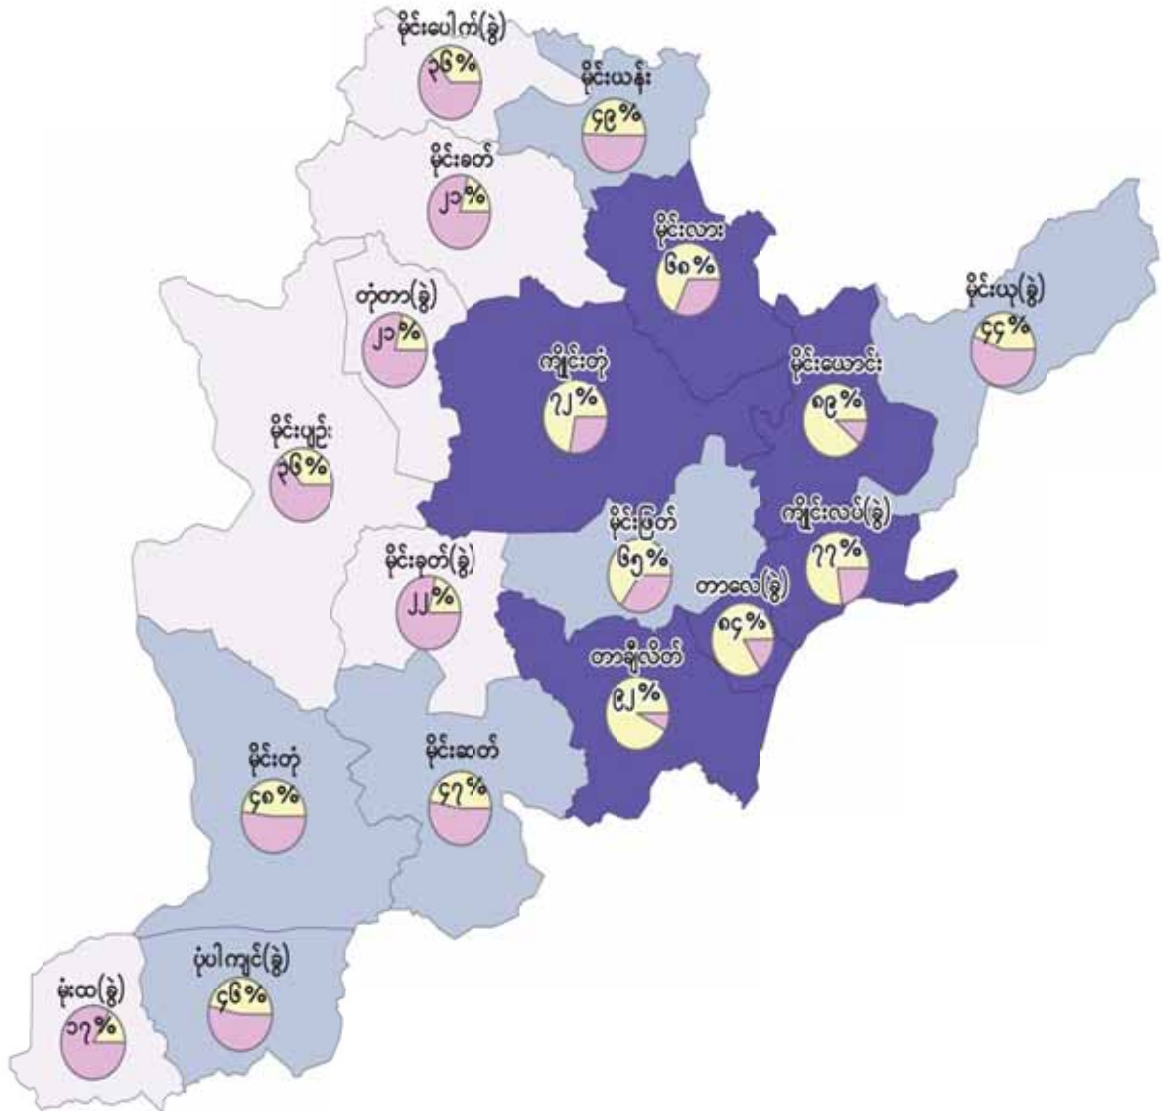 မိုင်းပေါက်(ခွဲ)
၃၆%
မိုင်းယန်း
၄၉%
မိုင်းခတ်
၂၁%
မိုင်းလား
၆၈%
မိုင်းယု(ခွဲ)
၄၄%
တုံတာ(ခွဲ)
၂၁%
ကျိုင်းတုံ
၇၂%
မိုင်းယောင်း
၈၉%
မိုင်းပျဉ်း
၃၆%
မိုင်းဖြတ်
၆၅%
ကျိုင်းလပ်(ခွဲ)
၇၇%
မိုင်းခုတ်(ခွဲ)
၂၂%
တာလေ(ခွဲ)
၈၄%
တာချီလိတ်
၉၂%
မိုင်းတုံ
၄၈%
မိုင်းဆတ်
၄၇%
ပုံပါကျင်(ခွဲ)
၄၆%
မုံးထ(ခွဲ)
၁၇%